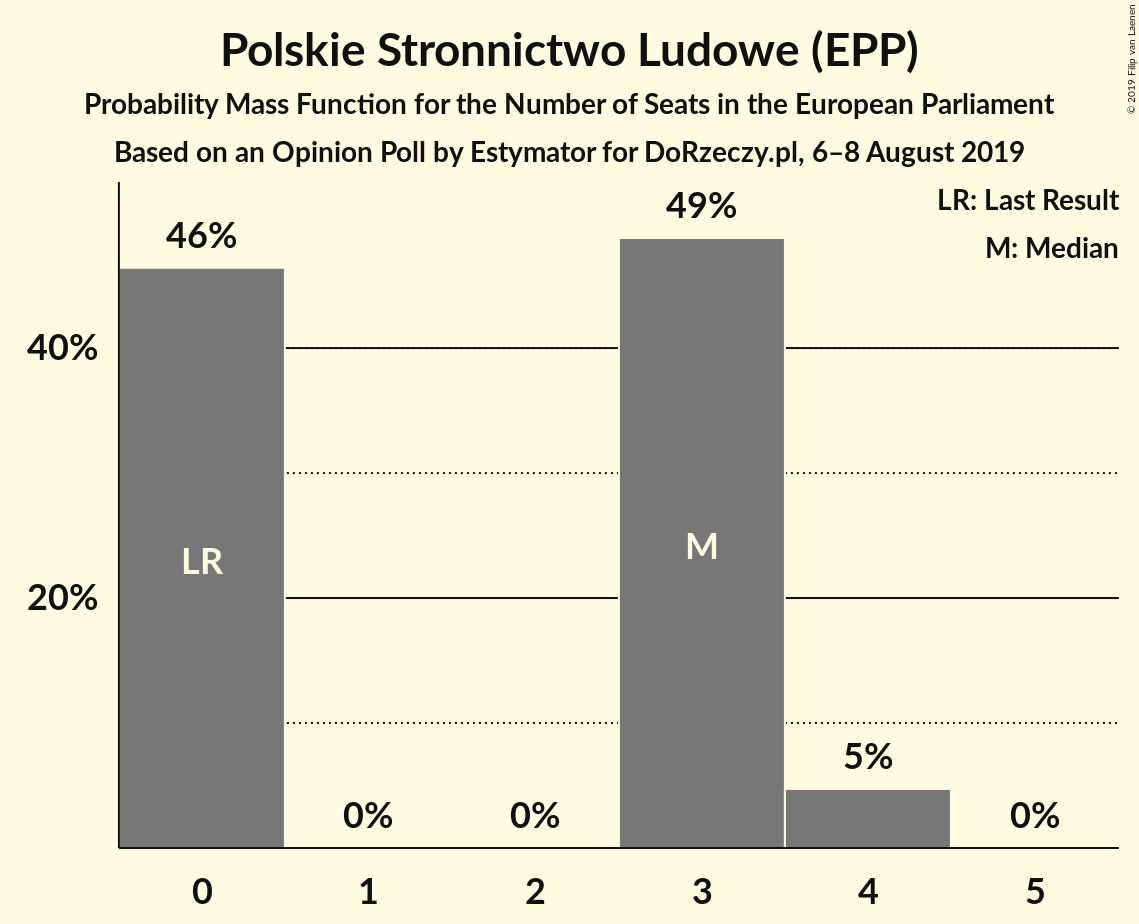 Polskie Stronnictwo Ludowe (EPP)
Probability Mass Function for the Number of Seats in the European Parliament
Based on an Opinion Poll by Estymator for DoRzeczy.pl, 6–8 August 2019
© 2019 Filip van Laenen
LR: Last Result
M: Median
46%
0%
0%
49%
5%
0%
40%
20%
LR
M
0
1
2
3
4
5